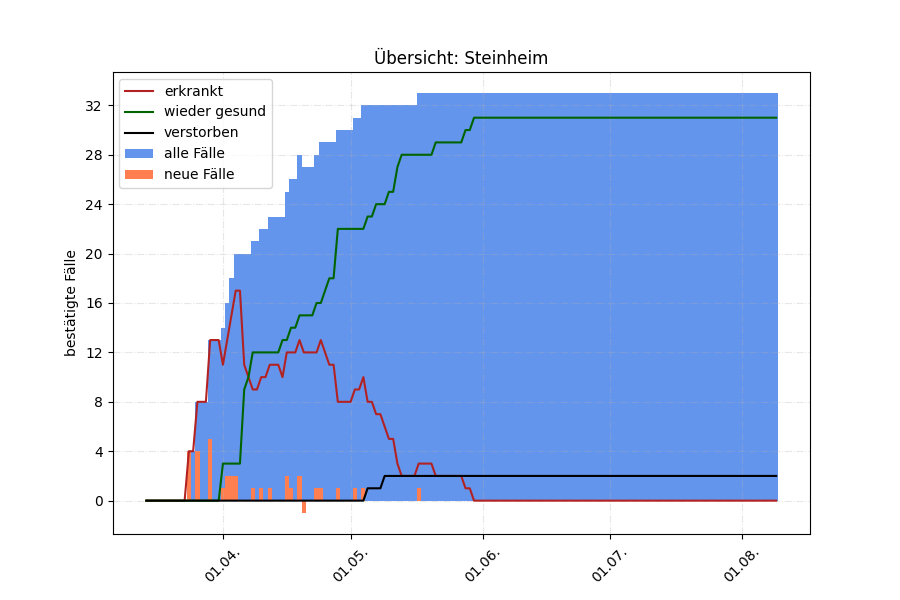 Übersicht: Steinheim
erkrankt
wieder gesund
verstorben
alle Fälle
neue Fälle
bestätigte Fälle
32
28
24
20
16
12
8
4
0
01.04.
01.05.
01.06.
01.07.
01.08.